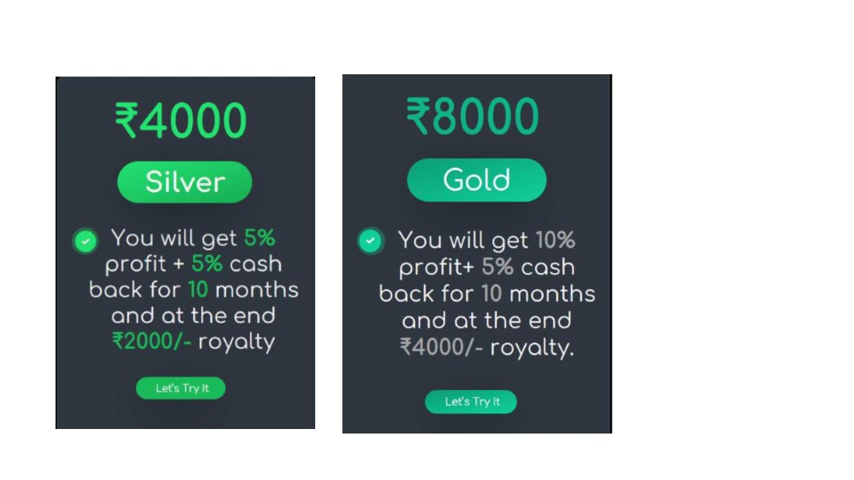 ₹4000
Silver
You will get 5%
profit + 5% cash
back for 10 months
and at the end
₹2000/- royalty
Let's Try It
₹8000
Gold
You will get 10%
profit+ 5% cash
back for 10 months
and at the end
₹4000/- royalty.
Let's Try It